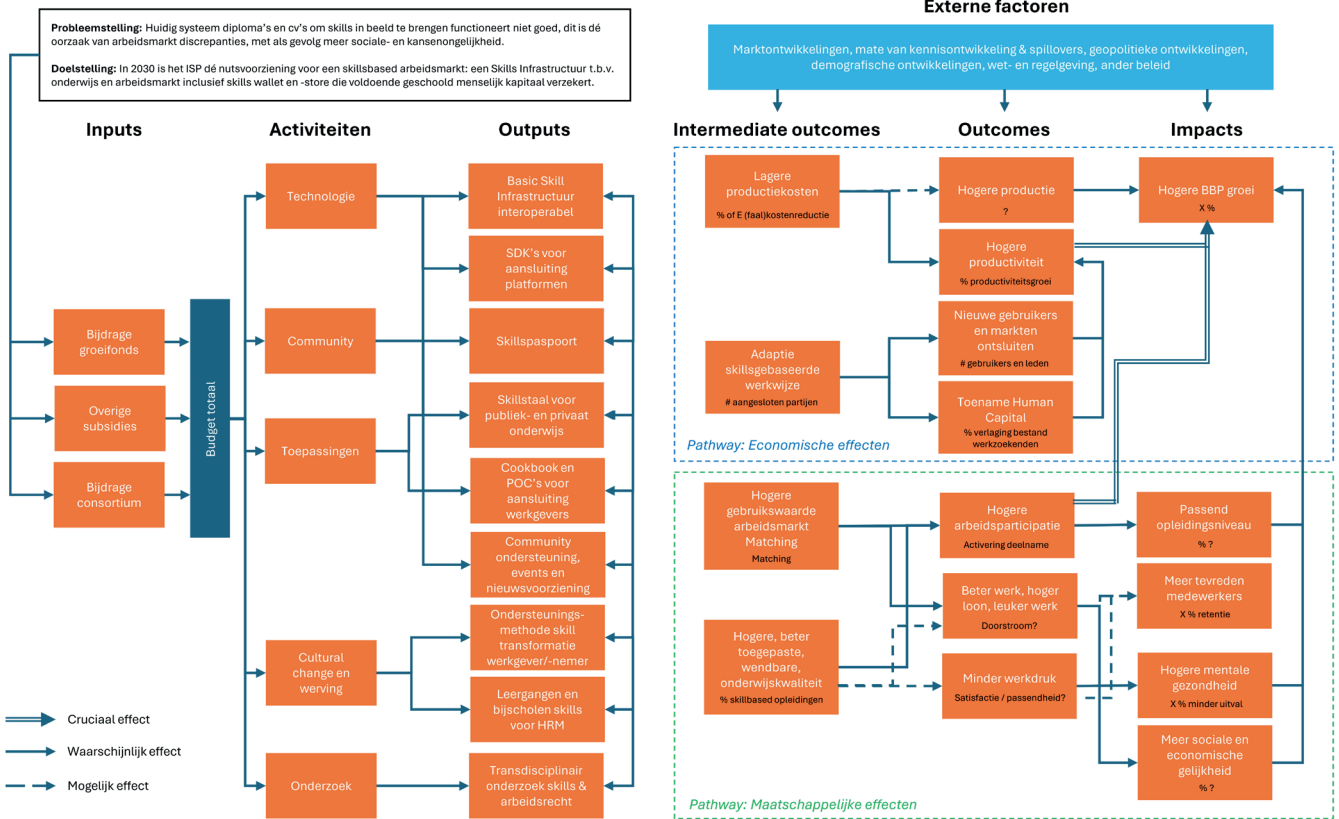 Probleemstelling: Huidig systeem diploma's en cv's om skills in beeld te brengen functioneert niet goed, dit is dé
oorzaak van arbeidsmarkt discrepanties, met als gevolg meer sociale- en kansenongelijkheid.
Doelstelling: In 2030 is het ISP dé nutsvoorziening voor een skillsbased arbeidsmarkt: een Skills Infrastructuur t.b.v.
onderwijs en arbeidsmarkt inclusief skills wallet en -store die voldoende geschoold menselijk kapitaal verzekert.
Inputs
Activiteiten
Outputs
Bijdrage
groeifonds
Overige
subsidies
Bijdrage
consortium
Budget totaal
Technologie
Community
Toepassingen
Cultural
change en
werving
Onderzoek
Basic Skill
Infrastructuur
interoperabel
SDK's voor
aansluiting
platformen
Skillspaspoort
Skillstaal voor
publiek- en privaat
onderwijs
Cookbook en
POC's voor
aansluiting
werkgevers
Community
ondersteuning,
events en
nieuwsvoorziening
Ondersteunings-
methode skill
transformatie
werkgever/-nemer
Leergangen en
bijscholen skills
voor HRM
Transdisciplinair
onderzoek skills &
arbeidsrecht
Cruciaal effect
Waarschijnlijk effect
Mogelijk effect
Externe factoren
Marktontwikkelingen, mate van kennisontwikkeling & spillovers, geopolitieke ontwikkelingen,
demografische ontwikkelingen, wet- en regelgeving, ander beleid
Intermediate outcomes
Outcomes
Impacts
Lagere
productiekosten
% of E (faal)kostenreductie
Adaptie
skillsgebaseerde
werkwijze
# aangesloten partijen
Hogere productie
?
Hogere
productiviteit
% productiviteitsgroei
Nieuwe gebruikers
en markten
ontsluiten
# gebruikers en leden
Toename Human
Capital
% verlaging bestand
werkzoekenden
Hogere BBP groei
X %
Pathway: Economische effecten
Hogere
gebruikswaarde
arbeidsmarkt
Matching
Matching
Hogere, beter
toegepaste,
wendbare,
onderwijskwaliteit
% skillbased opleidingen
Hogere
arbeidsparticipatie
Activering deelname
Beter werk, hoger
loon, leuker werk
Doorstroom?
Minder werkdruk
Satisfactie / passendheid?
Passend
opleidingsniveau
% ?
Meer tevreden
medewerkers
X % retentie
Hogere mentale
gezondheid
X % minder uitval
Meer sociale en
economische
gelijkheid
% ?
Pathway: Maatschappelijke effecten